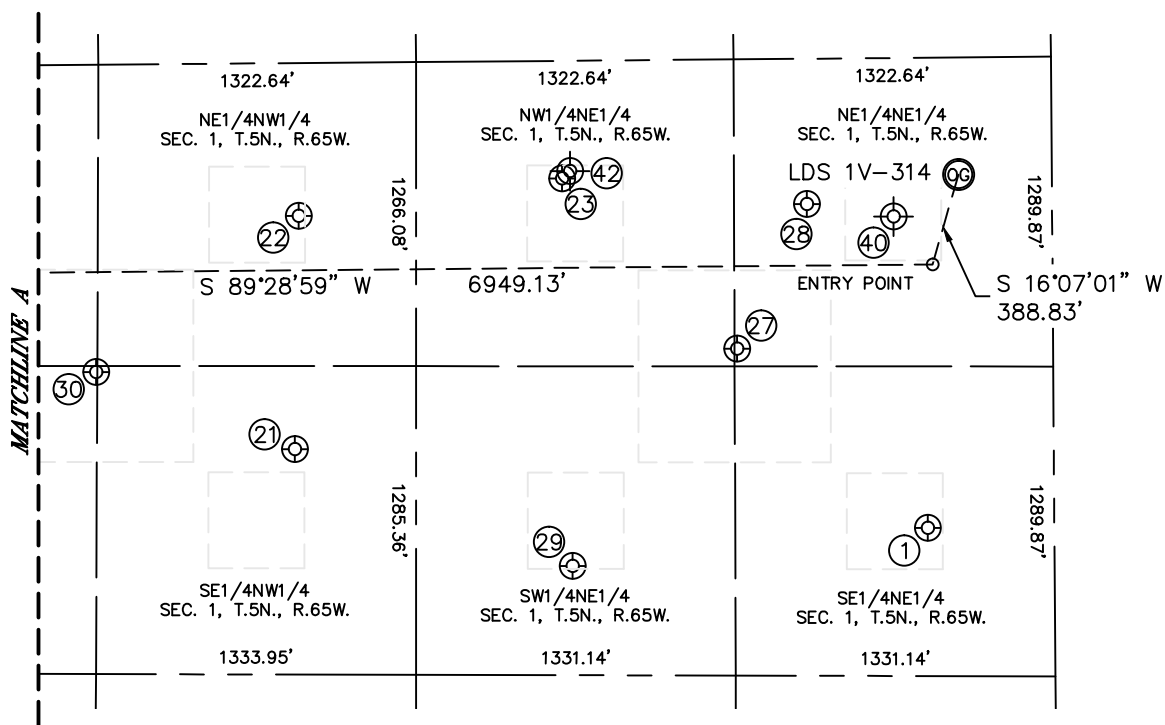 1322.64'
1322.64'
1322.64'
NE1/4NW1/4
SEC. 1, T.5N., R.65W.
NW1/4NE1/4
SEC. 1, T.5N., R.65W.
NE1/4NE1/4
SEC. 1, T.5N., R.65W.
LDS 1V-314
OG
42
23
22
28
40
1266.08'
1289.87'
S 89°28'59" W
6949.13'
ENTRY POINT
S 16°07'01" W
388.83'
27
MATCHLINE A
30
21
1285.36'
1289.87'
29
1
SE1/4NW1/4
SEC. 1, T.5N., R.65W.
SW1/4NE1/4
SEC. 1, T.5N., R.65W.
SE1/4NE1/4
SEC. 1, T.5N., R.65W.
1333.95'
1331.14'
1331.14'